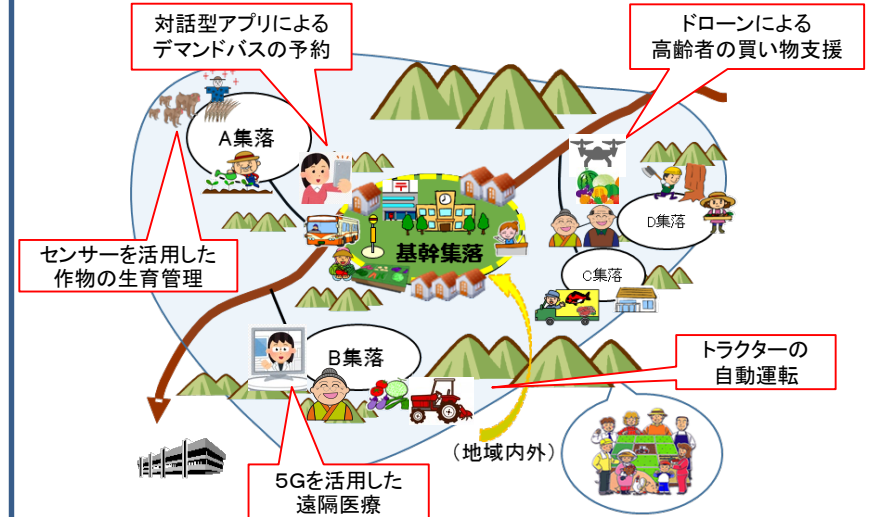 対話型アプリによる
デマンドバスの予約
ドローンによる
高齢者の買い物支援
A集落
〒
D集落
センサーを活用した
作物の生育管理
基幹集落
C集落
B集落
トラクターの
自動運転
(地域内外)
5Gを活用した
遠隔医療